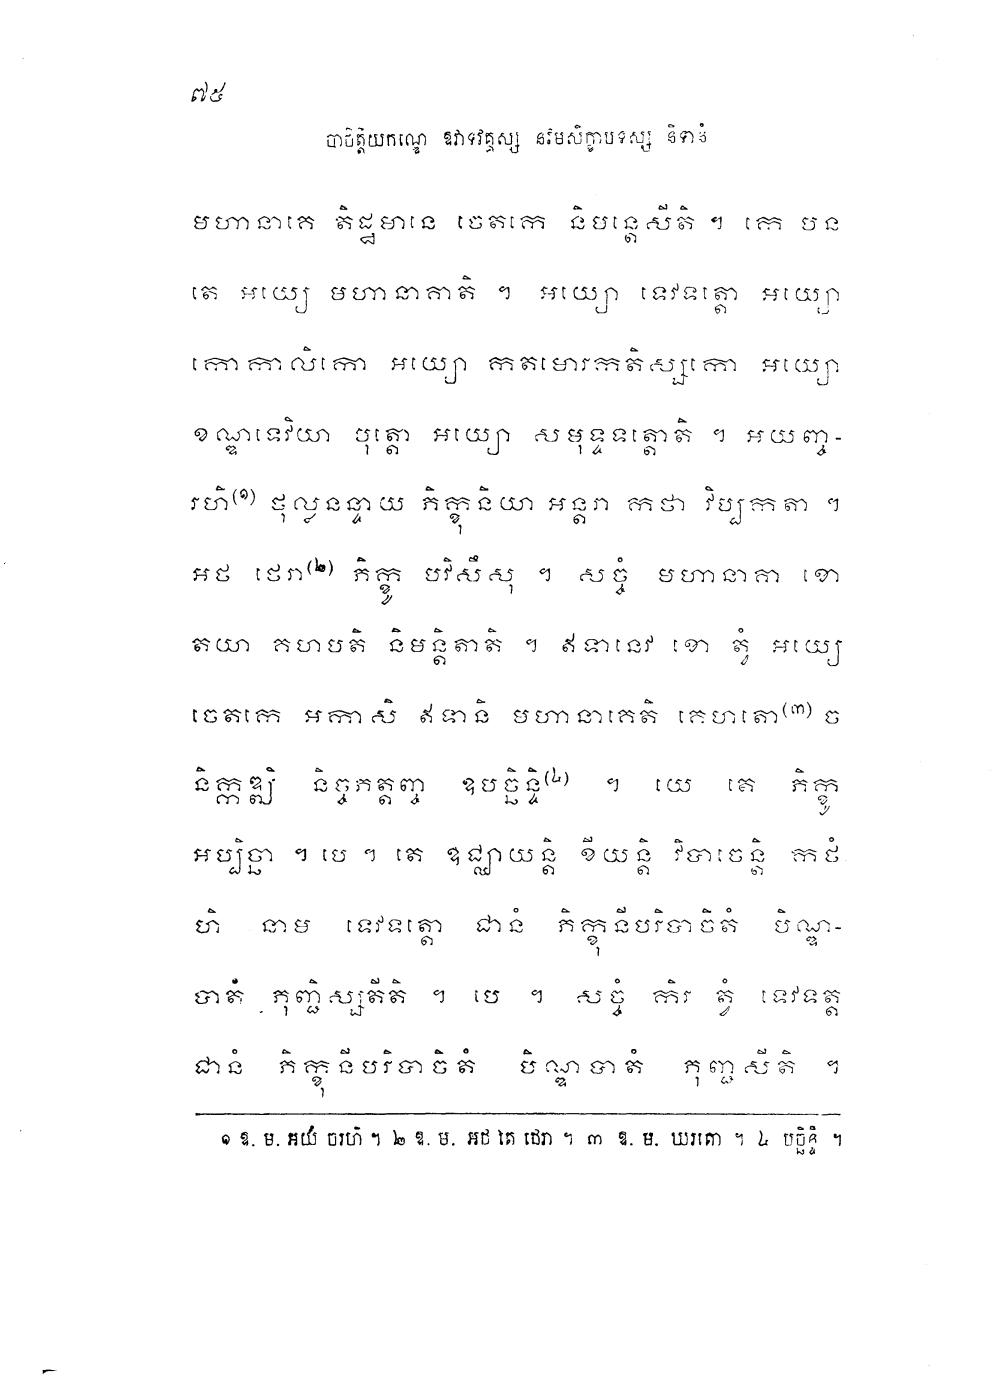 ៧៥
បាចិត្តិយកណ្ឌេ ឱវាទវគ្គស្ស នវមសិក្ខាបទស្ស និទានំ
មហានាគេ តិដ្ឋមានេ ចេតកេ និមន្តេសីតិ ។ កេ បន
តេ អយ្យេ មហានាគាតិ ។ អយ្យោ ទេវទត្តោ អយ្យោ
កោកាលិកោ អយ្យោ កតមោរកតិស្សកោ អយ្យោ
ខណ្ឌទេវិយា បុត្តោ អយ្យោ សមុទ្ទទត្តោតិ ។ អយញ្ច-
រហិ(១) ថុល្លនន្ទាយ ភិក្ខុនិយា អន្តរា កថា វិប្បកតា ។
អថ ថេរា(២) ភិក្ខូ បវិសឹសុ ។ សច្ចំ មហានាគា ខោ
តយា គហបតិ និមន្តិតាតិ ។ ឥទានេវ ខោ ត្វំ អយ្យេ
ចេតកេ អកាសិ ឥទានិ មហានាគេតិ គេហតោ(៣) ច
និក្កឌ្ឍិ និច្ចភត្តញ្ច ឧបច្ឆិន្ទិ(៤) ។ យេ តេ ភិក្ខូ
អប្បិច្ឆា ។ បេ ។ តេ ឧជ្ឈាយន្តិ ខីយន្តិ វិបាចេន្តិ កថំ
ហិ នាម ទេវទត្តោ ជានំ ភិក្ខុនីបរិបាចិតំ បិណ្ឌ-
បាតំ ភុញ្ជិស្សតីតិ ។ បេ ។ សច្ចំ កិរ ត្វំ ទេវទត្ត
ជានំ ភិក្ខុនីបរិបាចិតំ បិណ្ឌបាតំ ភុញ្ជសីតិ ។
១ ឱ. ម. អយំ ចរហិ ។ ២ ឱ. ម. អថ តេ ថេរា ។ ៣ ឱ. ម. ឃរតោ ។ ៤ បច្ឆិន្ទិ ។